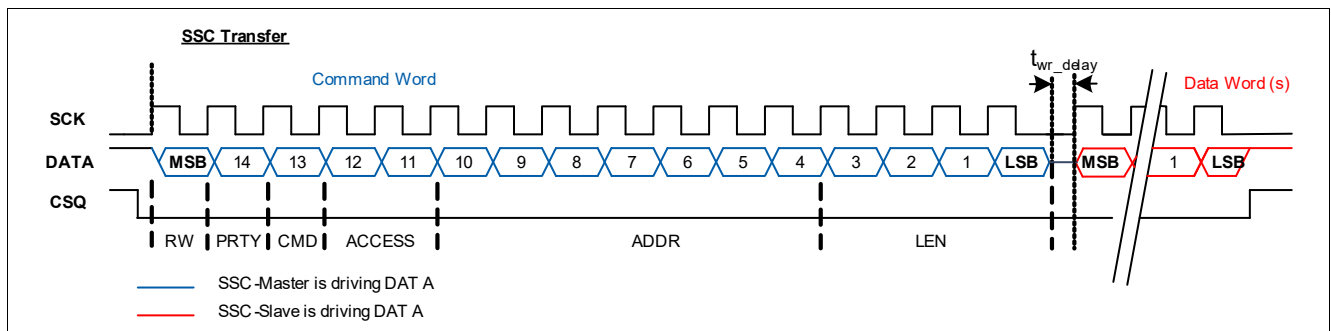 SSC Transfer
Command Word
twr_delay
Data Word (s)
SCK
DATA MSB 14 13 12 11 10 9 8 7 6 5 4 3 2 1 LSB MSB 1 LSB
CSQ
RW PRTY CMD ACCESS ADDR LEN
SSC -Master is driving DAT A
SSC-Slave is driving DAT A